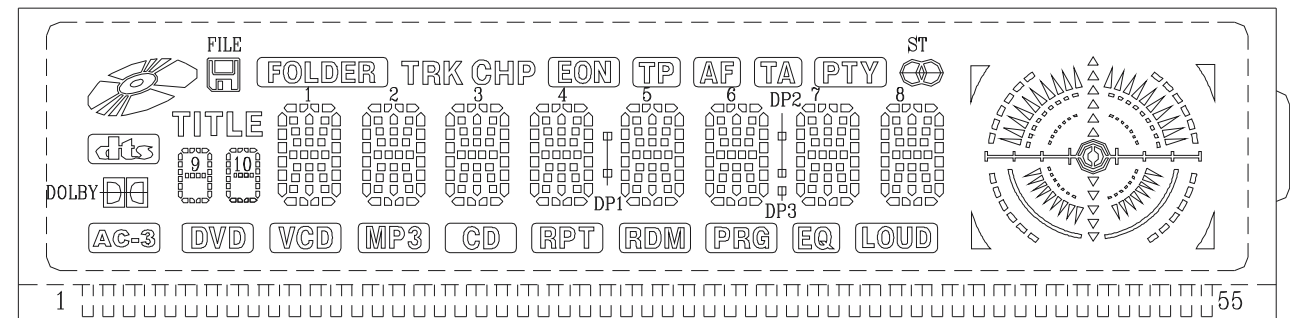 FILE ST
FOLDER TRK CHP EON TP AF TA PTY
1 2 3 4 5 6 DP2 7 8
TITLE
dts
9 10
DOLBY
DP1 DP3
AC-3 DVD VCD MP3 CD RPT RDM PRG EQ LOUD
1 55